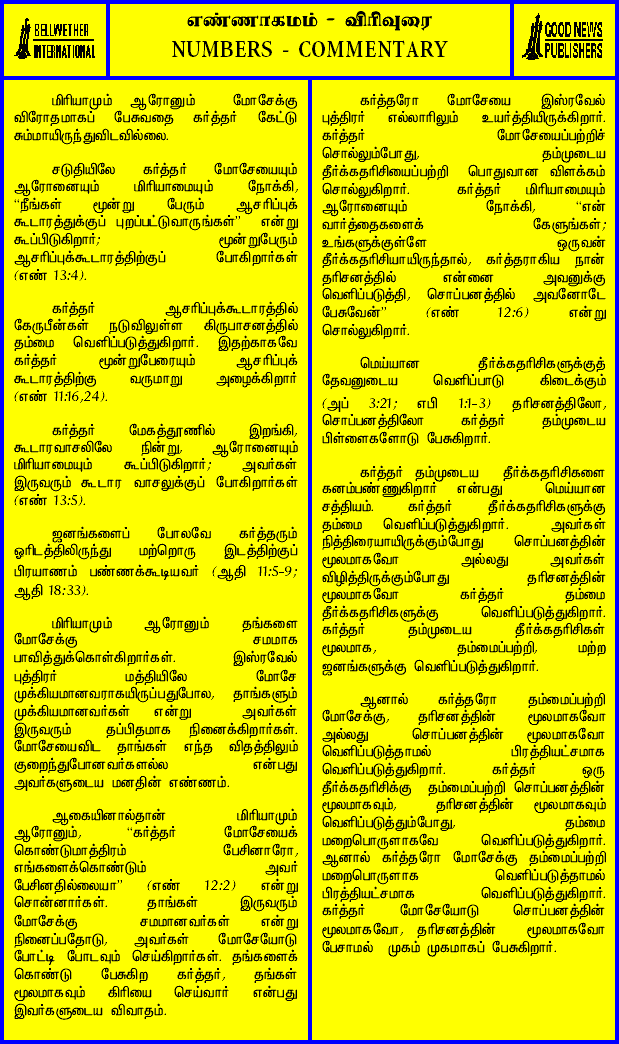 எண்ணாகமம் - விரிவுரை
BELLWETHER
INTERNATIONAL
NUMBERS - COMMENTARY
GOOD NEWS
PUBLISHERS
மிரியாமும் ஆரோனும் மோசேக்கு
விரோதமாகப் பேசுவதை கர்த்தர் கேட்டு
சும்மாயிருந்துவிடவில்லை.
சடுதியிலே கர்த்தர் மோசேயையும்
ஆரோனையும் மிரியாமையும் நோக்கி,
“நீங்கள் மூன்று பேரும் ஆசரிப்புக்
கூடாரத்துக்குப் புறப்பட்டுவாருங்கள்” என்று
கூப்பிடுகிறார்; மூன்றுபேரும்
ஆசரிப்புக்கூடாரத்திற்குப் போகிறார்கள்
(எண் 13:4).
கர்த்தர் ஆசரிப்புக்கூடாரத்தில்
கேருபீன்கள் நடுவிலுள்ள கிருபாசனத்தில்
தம்மை வெளிப்படுத்துகிறார். இதற்காகவே
கர்த்தர் மூன்றுபேரையும் ஆசரிப்புக்
கூடாரத்திற்கு வருமாறு அழைக்கிறார்
(எண் 11:16,24).
கர்த்தர் மேகத்தூணில் இறங்கி,
கூடாரவாசலிலே நின்று, ஆரோனையும்
மிரியாமையும் கூப்பிடுகிறார்; அவர்கள்
இருவரும் கூடார வாசலுக்குப் போகிறார்கள்
(எண் 13:5).
ஜனங்களைப் போலவே கர்த்தரும்
ஓரிடத்திலிருந்து மற்றொரு இடத்திற்குப்
பிரயாணம் பண்ணக்கூடியவர் (ஆதி 11:5-9;
ஆதி 18:33).
மிரியாமும் ஆரோனும் தங்களை
மோசேக்கு சமமாக
பாவித்துக்கொள்கிறார்கள். இஸ்ரவேல்
புத்திரர் மத்தியிலே மோசே
முக்கியமானவராகயிருப்பதுபோல, தாங்களும்
முக்கியமானவர்கள் என்று அவர்கள்
இருவரும் தப்பிதமாக நினைக்கிறார்கள்.
மோசேயைவிட தாங்கள் எந்த விதத்திலும்
குறைந்துபோனவர்களல்ல என்பது
அவர்களுடைய மனதின் எண்ணம்.
ஆகையினால்தான் மிரியாமும்
ஆரோனும், “கர்த்தர் மோசேயைக்
கொண்டுமாத்திரம் பேசினாரோ,
எங்களைக்கொண்டும் அவர்
பேசினதில்லையா” (எண் 12:2) என்று
சொன்னார்கள். தாங்கள் இருவரும்
மோசேக்கு சமமானவர்கள் என்று
நினைப்பதோடு, அவர்கள் மோசேயோடு
போட்டி போடவும் செய்கிறார்கள். தங்களைக்
கொண்டு பேசுகிற கர்த்தர், தங்கள்
மூலமாகவும் கிரியை செய்வார் என்பது
இவர்களுடைய விவாதம்.
கர்த்தரோ மோசேயை இஸ்ரவேல்
புத்திரர் எல்லாரிலும் உயர்த்தியிருக்கிறார்.
கர்த்தர் மோசேயைப்பற்றிச்
சொல்லும்போது, தம்முடைய
தீர்க்கதரிசியைப்பற்றி பொதுவான விளக்கம்
சொல்லுகிறார். கர்த்தர் மிரியாமையும்
ஆரோனையும் நோக்கி, “என்
வார்த்தைகளைக் கேளுங்கள்;
உங்களுக்குள்ளே ஒருவன்
தீர்க்கதரிசியாயிருந்தால், கர்த்தராகிய நான்
தரிசனத்தில் என்னை அவனுக்கு
வெளிப்படுத்தி, சொப்பனத்தில் அவனோடே
பேசுவேன்” (எண் 12:6) என்று
சொல்லுகிறார்.
மெய்யான தீர்க்கதரிசிகளுக்குத்
தேவனுடைய வெளிப்பாடு கிடைக்கும்
(அப் 3:21; எபி 1:1-3) தரிசனத்திலோ,
சொப்பனத்திலோ கர்த்தர் தம்முடைய
பிள்ளைகளோடு பேசுகிறார்.
கர்த்தர் தம்முடைய தீர்க்கதரிசிகளை
கனம்பண்ணுகிறார் என்பது மெய்யான
சத்தியம். கர்த்தர் தீர்க்கதரிசிகளுக்கு
தம்மை வெளிப்படுத்துகிறார். அவர்கள்
நித்திரையாயிருக்கும்போது சொப்பனத்தின்
மூலமாகவோ அல்லது அவர்கள்
விழித்திருக்கும்போது தரிசனத்தின்
மூலமாகவோ கர்த்தர் தம்மை
தீர்க்கதரிசிகளுக்கு வெளிப்படுத்துகிறார்.
கர்த்தர் தம்முடைய தீர்க்கதரிசிகள்
மூலமாக, தம்மைப்பற்றி, மற்ற
ஜனங்களுக்கு வெளிப்படுத்துகிறார்.
ஆனால் கர்த்தரோ தம்மைப்பற்றி
மோசேக்கு, தரிசனத்தின் மூலமாகவோ
அல்லது சொப்பனத்தின் மூலமாகவோ
வெளிப்படுத்தாமல் பிரத்தியட்சமாக
வெளிப்படுத்துகிறார். கர்த்தர் ஒரு
தீர்க்கதரிசிக்கு தம்மைப்பற்றி சொப்பனத்தின்
மூலமாகவும், தரிசனத்தின் மூலமாகவும்
வெளிப்படுத்தும்போது, தம்மை
மறைபொருளாகவே வெளிப்படுத்துகிறார்.
ஆனால் கர்த்தரோ மோசேக்கு தம்மைப்பற்றி
மறைபொருளாக வெளிப்படுத்தாமல்
பிரத்தியட்சமாக வெளிப்படுத்துகிறார்.
கர்த்தர் மோசேயோடு சொப்பனத்தின்
மூலமாகவோ, தரிசனத்தின் மூலமாகவோ
பேசாமல் முகம் முகமாகப் பேசுகிறார்.